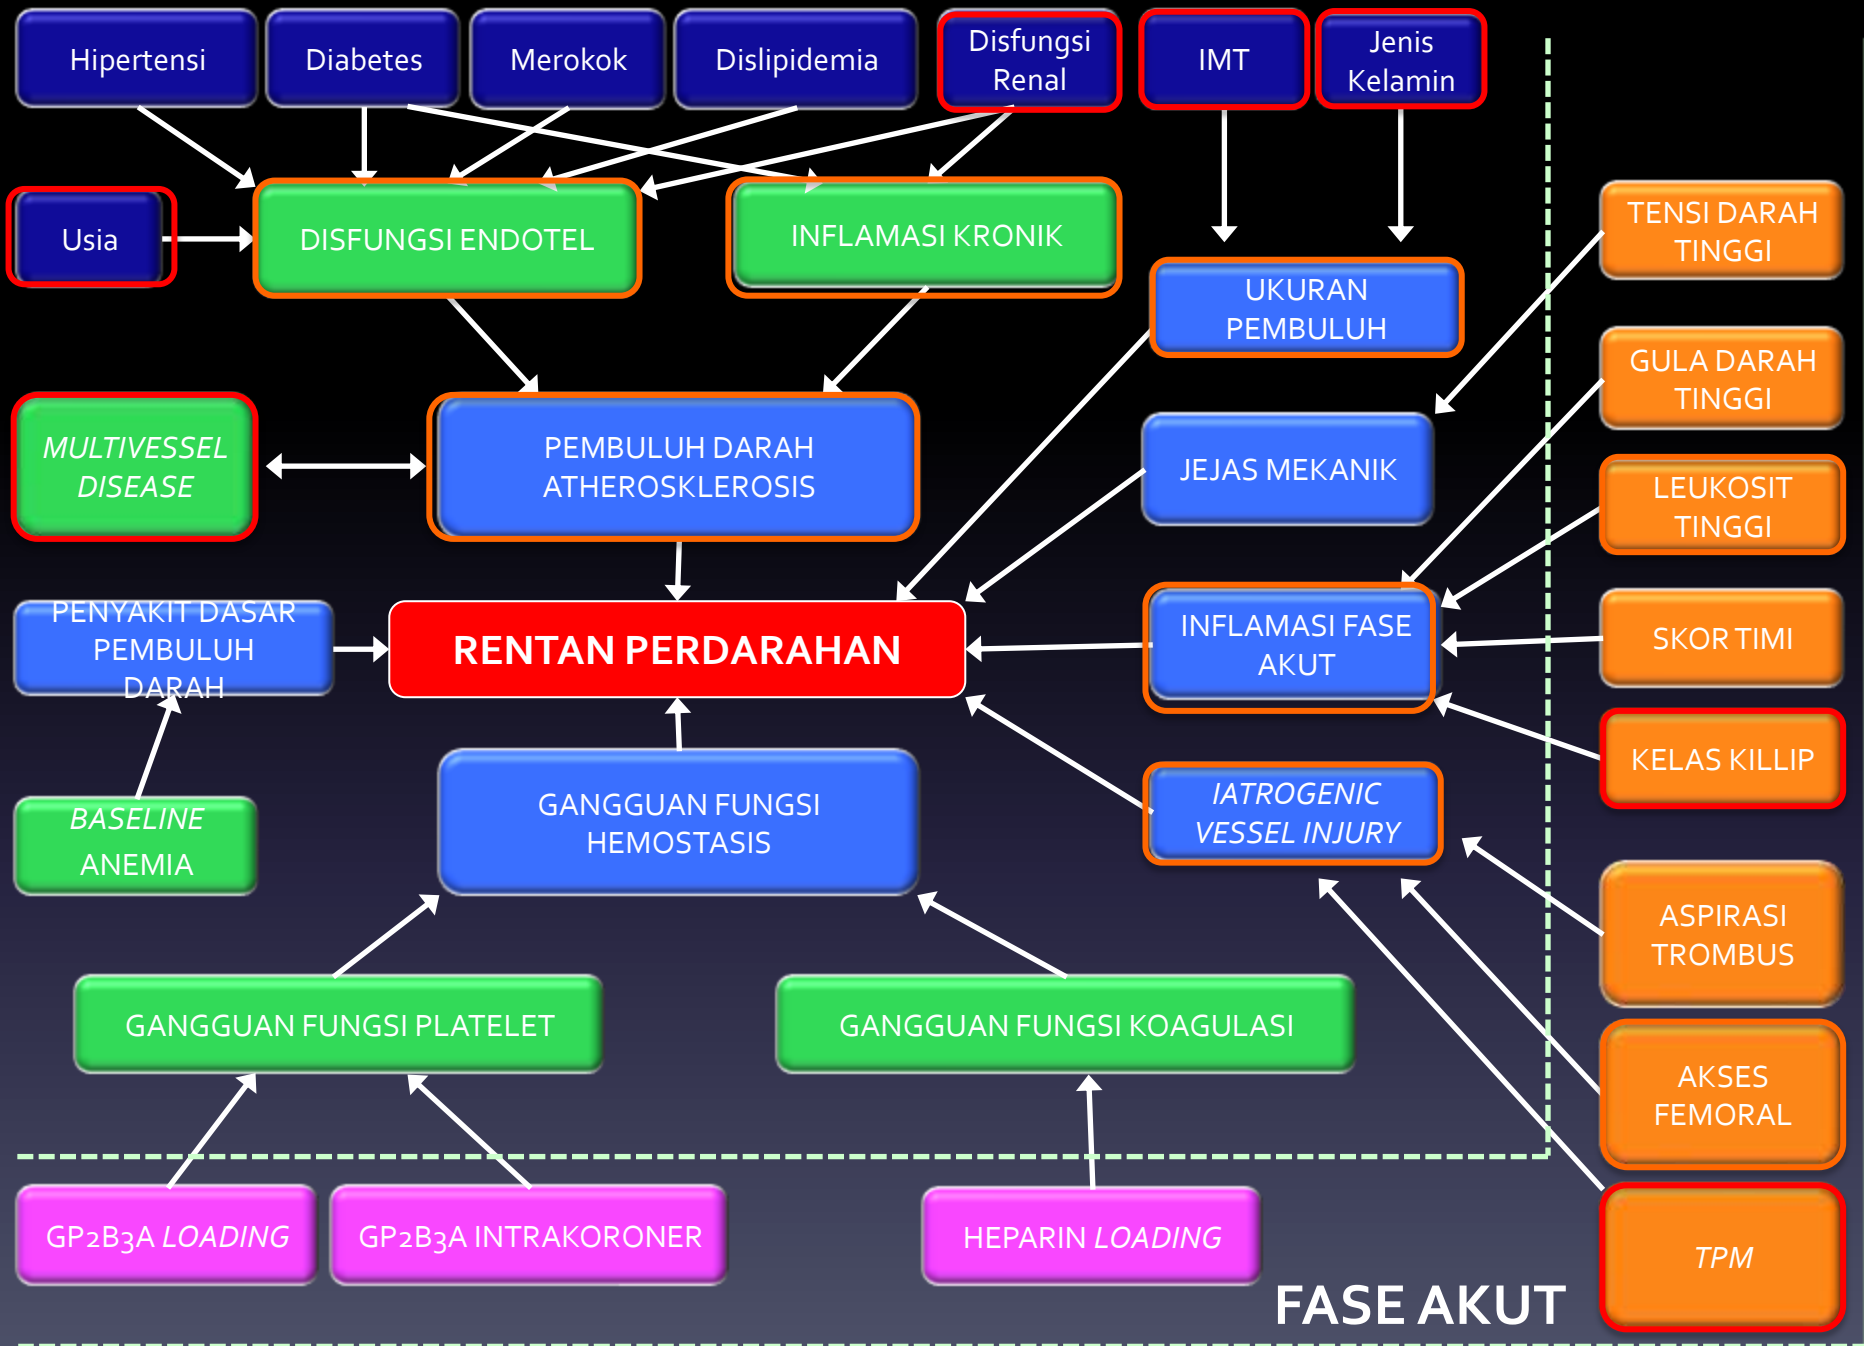 Hipertensi
Diabetes
Merokok
Dislipidemia
Disfungsi
Renal
IMT
Jenis
Kelamin
Usia
DISFUNGSI ENDOTEL
INFLAMASI KRONIK
UKURAN
PEMBULUH
TENSI DARAH
TINGGI
GULA DARAH
TINGGI
MULTIVESSEL
DISEASE
PEMBULUH DARAH
ATHEROSKLEROSIS
JEJAS MEKANIK
LEUKOSIT
TINGGI
PENYAKIT DASAR
PEMBULUH
DARAH
RENTAN PERDARAHAN
INFLAMASI FASE
AKUT
SKOR TIMI
KELAS KILLIP
BASELINE
ANEMIA
GANGGUAN FUNGSI
HEMOSTASIS
IATROGENIC
VESSEL INJURY
ASPIRASI
TROMBUS
GANGGUAN FUNGSI PLATELET
GANGGUAN FUNGSI KOAGULASI
AKSES
FEMORAL
GP2B3A LOADING
GP2B3A INTRAKORONER
HEPARIN LOADING
TPM
FASE AKUT